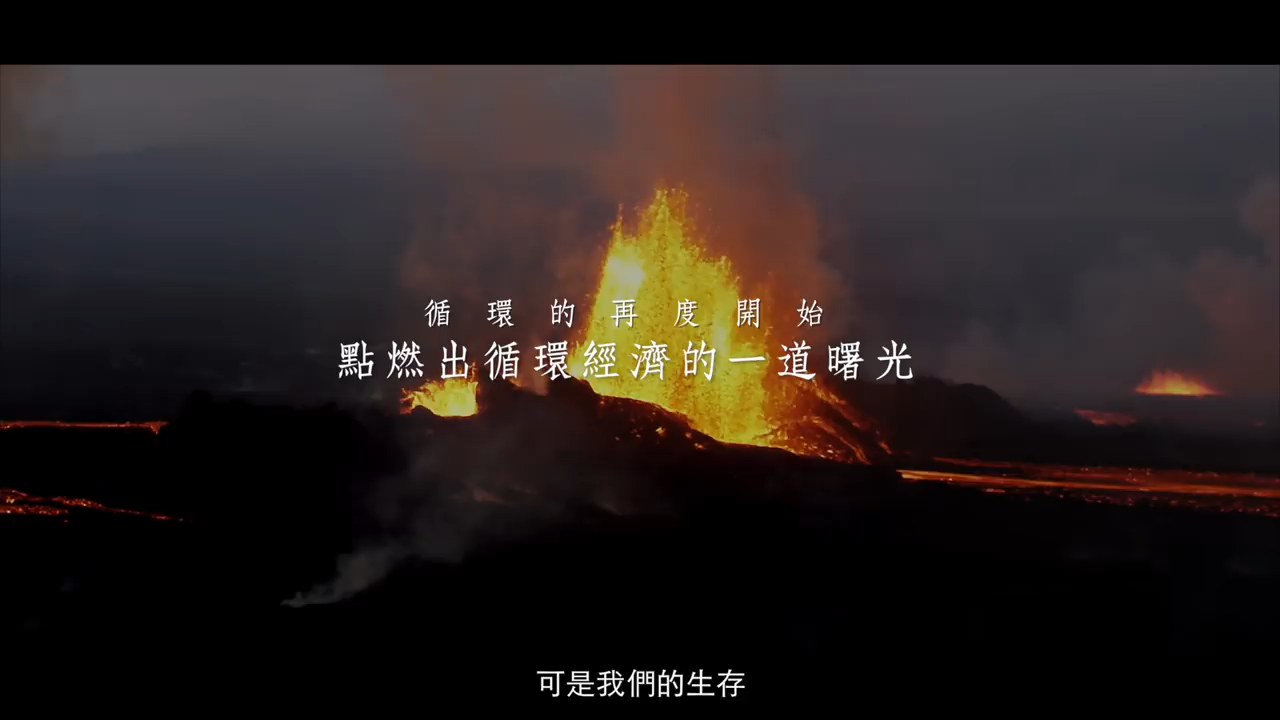 循環的再度開始
點燃出循環經濟的一道曙光
可是我們的生存